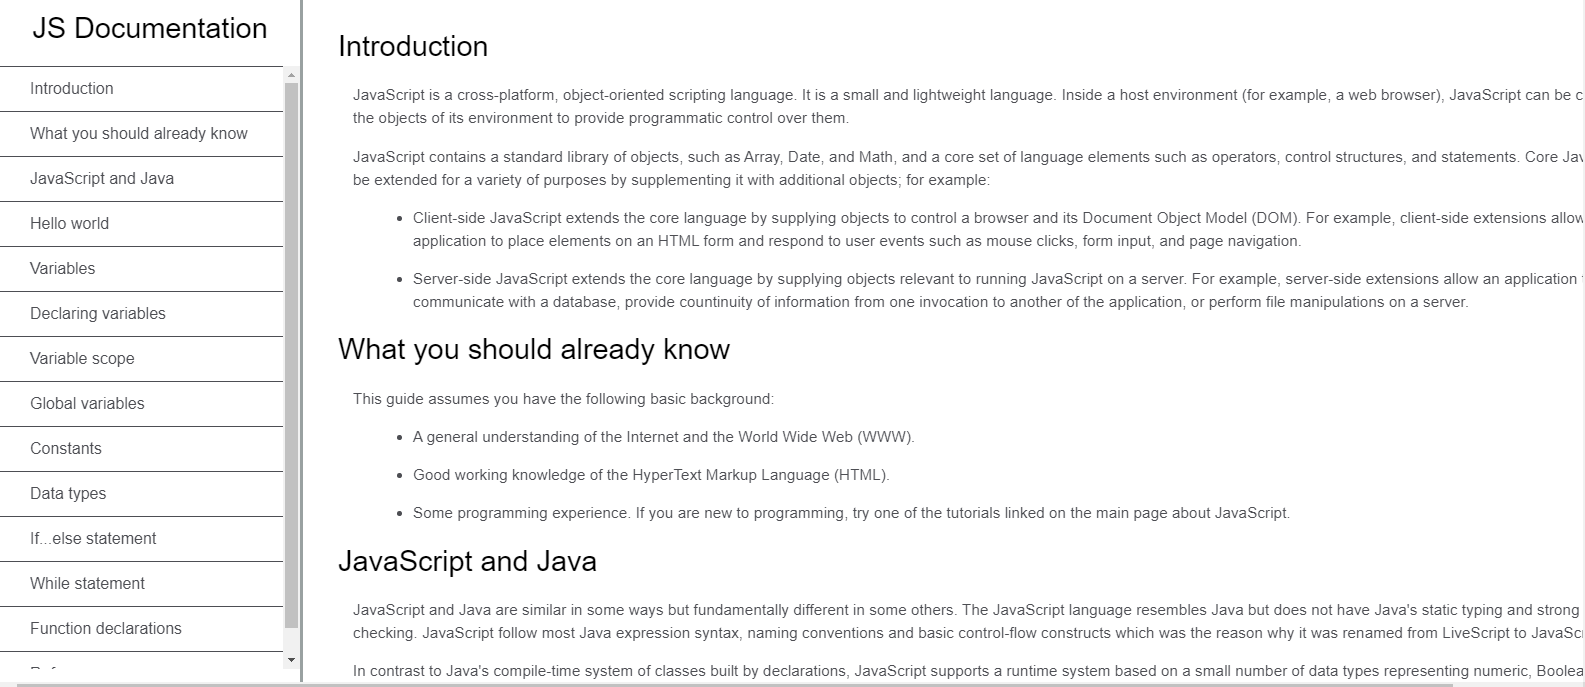 JS Documentation
Introduction
What you should already know
JavaScript and Java
Hello world
Variables
Declaring variables
Variable scope
Global variables
Constants
Data types
If...else statement
While statement
Function declarations
Introduction
JavaScript is a cross-platform, object-oriented scripting language. It is a small and lightweight language. Inside a host environment (for example, a web browser), JavaScript can be
the objects of its environment to provide programmatic control over them.
JavaScript contains a standard library of objects, such as Array, Date, and Math, and a core set of language elements such as operators, control structures, and statements. Core
be extended for a variety of purposes by supplementing it with additional objects; for example:
• Client-side JavaScript extends the core language by supplying objects to control a browser and its Document Object Model (DOM). For example, client-side extensions allow
application to place elements on an HTML form and respond to user events such as mouse clicks, form input, and page navigation.
• Server-side JavaScript extends the core language by supplying objects relevant to running JavaScript on a server. For example, server-side extensions allow an application
communicate with a database, provide countinuity of information from one invocation to another of the application, or perform file manipulations on a server.
What you should already know
This guide assumes you have the following basic background:
• A general understanding of the Internet and the World Wide Web (WWW).
• Good working knowledge of the HyperText Markup Language (HTML).
• Some programming experience. If you are new to programming, try one of the tutorials linked on the main page about JavaScript.
JavaScript and Java
JavaScript and Java are similar in some ways but fundamentally different in some others. The JavaScript language resembles Java but does not have Java's static typing and strong
checking. JavaScript follow most Java expression syntax, naming conventions and basic control-flow constructs which was the reason why it was renamed from LiveScript to
In contrast to Java's compile-time system of classes built by declarations, JavaScript supports a runtime system based on a small number of data types representing numeric,